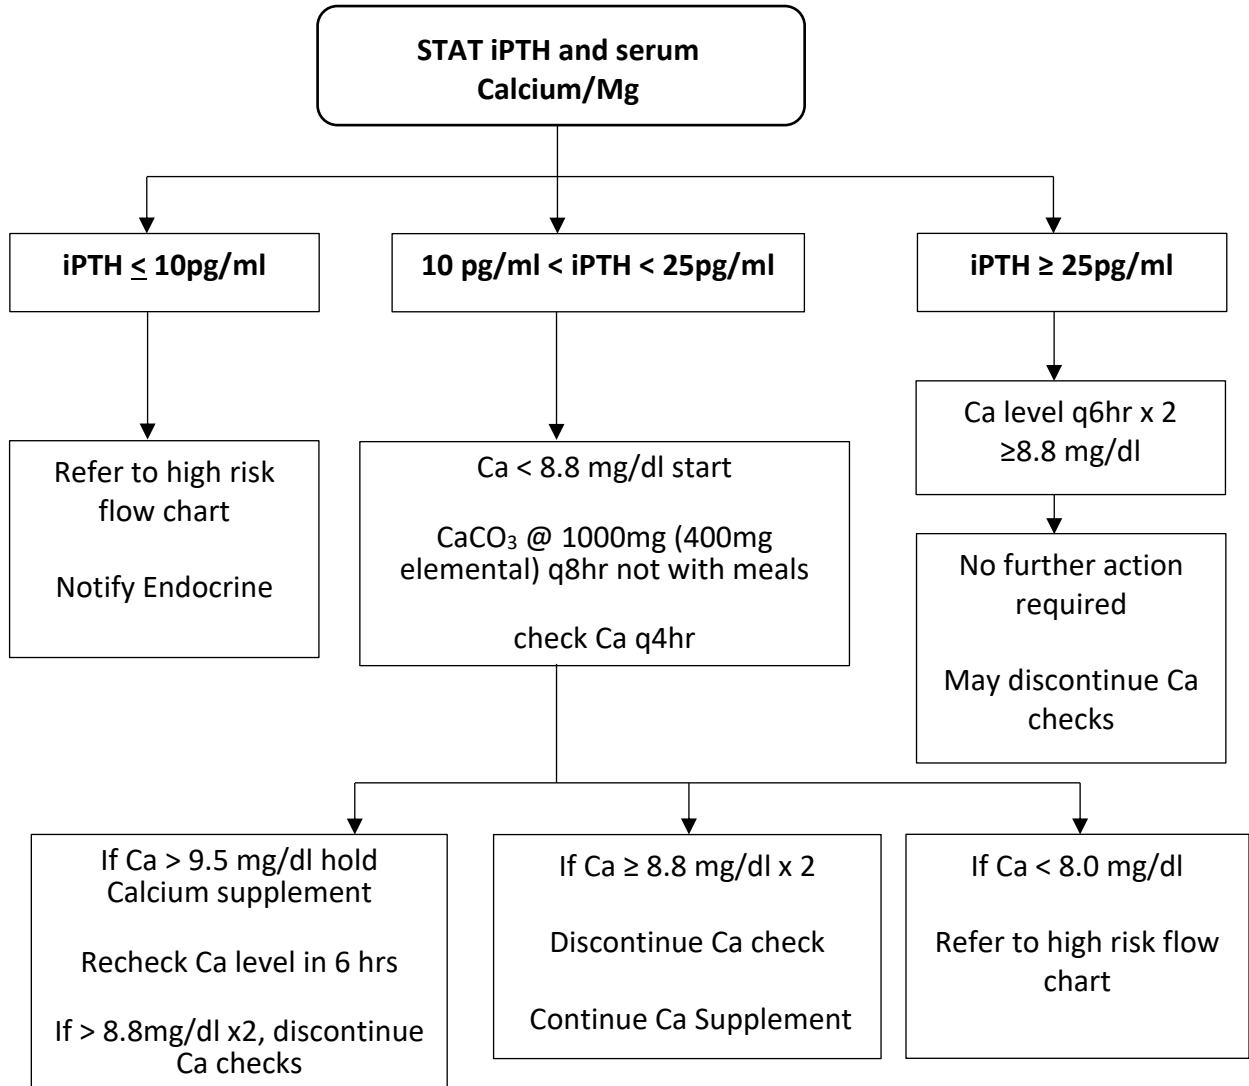 STAT iPTH and serum
Calcium/Mg
iPTH ≤ 10pg/ml
10 pg/ml < iPTH < 25pg/ml
iPTH ≥ 25pg/ml
Ca level q6hr x 2
≥8.8 mg/dl
Refer to high risk
flow chart
Notify Endocrine
Ca < 8.8 mg/dl start
CaCO₃ @ 1000mg (400mg
elemental) q8hr not with meals
check Ca q4hr
No further action
required
May discontinue Ca
checks
If Ca > 9.5 mg/dl hold
Calcium supplement
Recheck Ca level in 6 hrs
If > 8.8mg/dl x2, discontinue
Ca checks
If Ca ≥ 8.8 mg/dl x 2
Discontinue Ca check
Continue Ca Supplement
If Ca < 8.0 mg/dl
Refer to high risk flow
chart